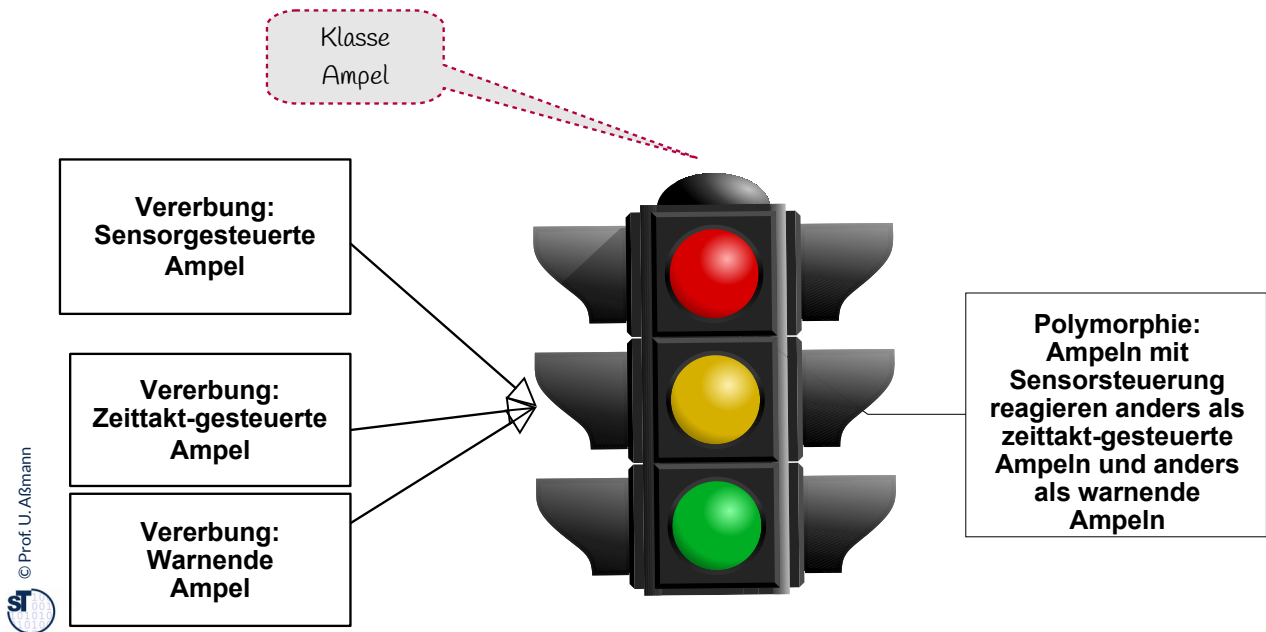 Klasse
Ampel
Vererbung:
Sensorgesteuerte
Ampel
Vererbung:
Zeittakt-gesteuerte
Ampel
Vererbung:
Warnende
Ampel
Polymorphie:
Ampeln mit
Sensorsteuerung
reagieren anders als
zeittakt-gesteuerte
Ampeln und anders
als warnende
Ampeln
© Prof. U. Aßmann
ST